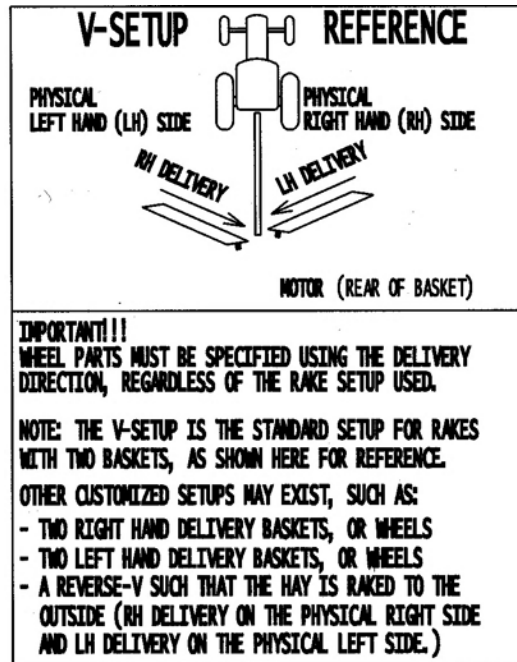 V-SETUP REFERENCE
PHYSICAL
LEFT HAND (LH) SIDE
PHYSICAL
RIGHT HAND (RH) SIDE
RH DELIVERY
LH DELIVERY
MOTOR (REAR OF BASKET)
IMPORTANT!!!
WHEEL PARTS MUST BE SPECIFIED USING THE DELIVERY
DIRECTION, REGARDLESS OF THE RAKE SETUP USED.
NOTE: THE V-SETUP IS THE STANDARD SETUP FOR RAKES
WITH TWO BASKETS, AS SHOWN HERE FOR REFERENCE.
OTHER CUSTOMIZED SETUPS MAY EXIST, SUCH AS:
- TWO RIGHT HAND DELIVERY BASKETS, OR WHEELS
- TWO LEFT HAND DELIVERY BASKETS, OR WHEELS
- A REVERSE-V SUCH THAT THE HAY IS RAKED TO THE
OUTSIDE (RH DELIVERY ON THE PHYSICAL RIGHT SIDE
AND LH DELIVERY ON THE PHYSICAL LEFT SIDE.)